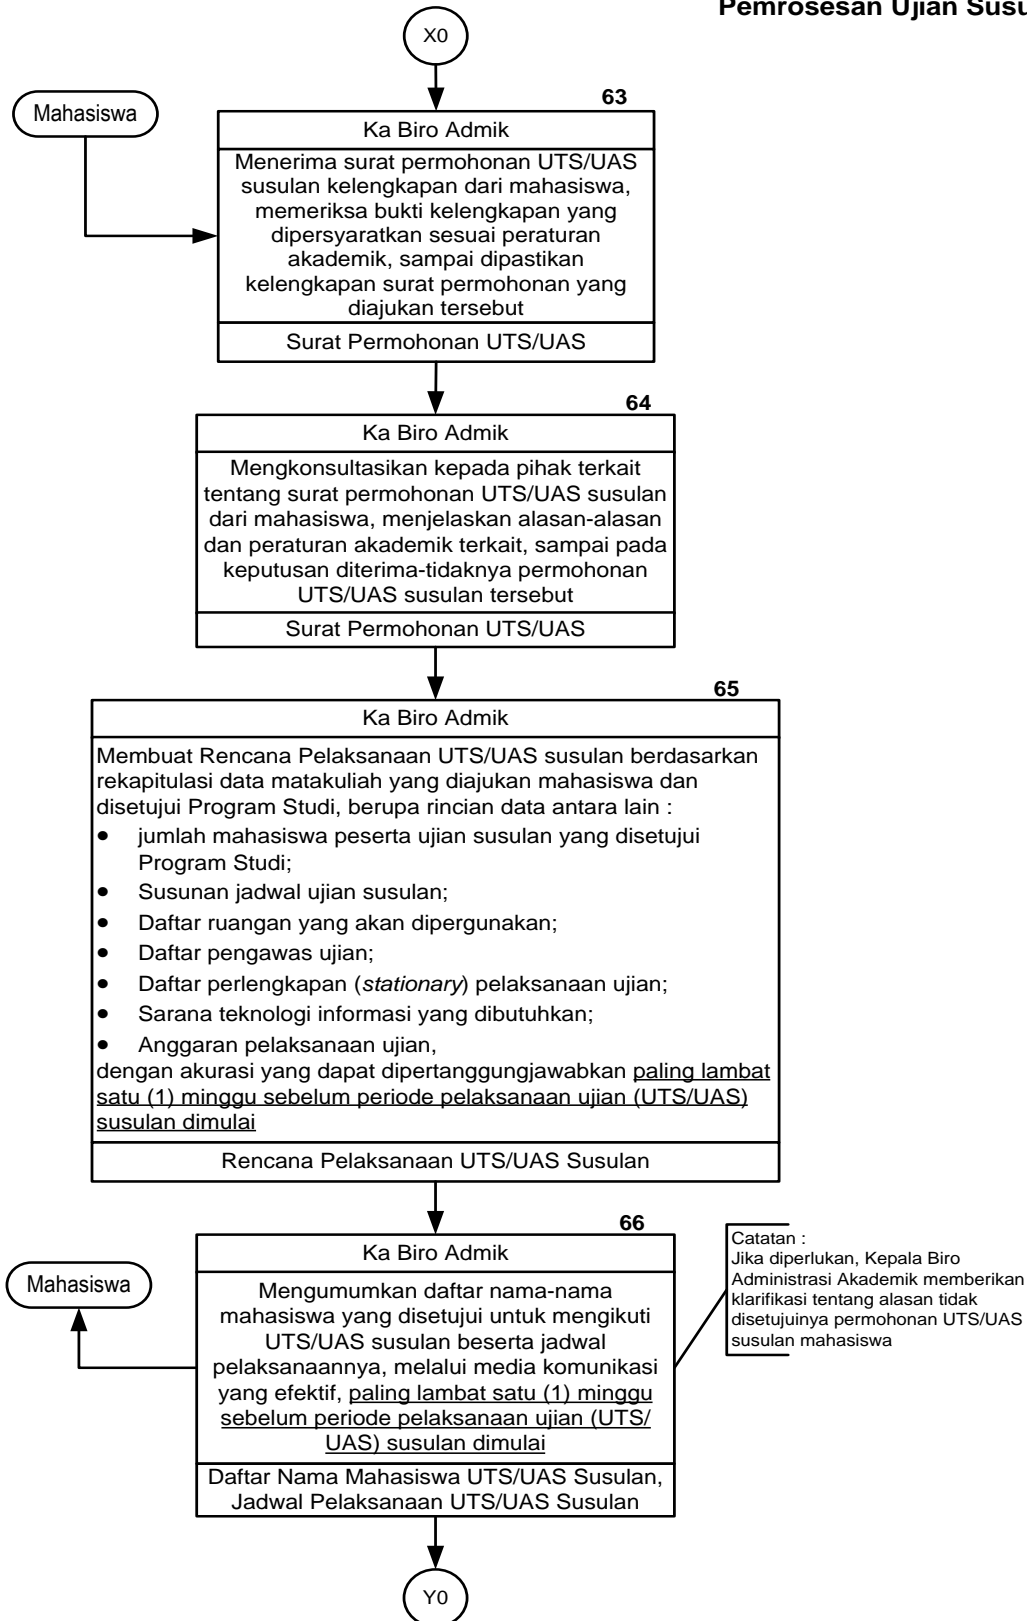 Pemrosesan Ujian Susu
X0
63
Mahasiswa
Ka Biro Admik
Menerima surat permohonan UTS/UAS
susulan kelengkapan dari mahasiswa,
memeriksa bukti kelengkapan yang
dipersyaratkan sesuai peraturan
akademik, sampai dipastikan
kelengkapan surat permohonan yang
diajukan tersebut
Surat Permohonan UTS/UAS
64
Ka Biro Admik
Mengkonsultasikan kepada pihak terkait
tentang surat permohonan UTS/UAS susulan
dari mahasiswa, menjelaskan alasan-alasan
dan peraturan akademik terkait, sampai pada
keputusan diterima-tidaknya permohonan
UTS/UAS susulan tersebut
Surat Permohonan UTS/UAS
65
Ka Biro Admik
Membuat Rencana Pelaksanaan UTS/UAS susulan berdasarkan
rekapitulasi data matakuliah yang diajukan mahasiswa dan
disetujui Program Studi, berupa rincian data antara lain :
• jumlah mahasiswa peserta ujian susulan yang disetujui
Program Studi;
• Susunan jadwal ujian susulan;
• Daftar ruangan yang akan dipergunakan;
• Daftar pengawas ujian;
• Daftar perlengkapan (stationary) pelaksanaan ujian;
• Sarana teknologi informasi yang dibutuhkan;
• Anggaran pelaksanaan ujian,
dengan akurasi yang dapat dipertanggungjawabkan paling lambat
satu (1) minggu sebelum periode pelaksanaan ujian (UTS/UAS)
susulan dimulai
Rencana Pelaksanaan UTS/UAS Susulan
66
Ka Biro Admik
Mahasiswa
Mengumumkan daftar nama-nama
mahasiswa yang disetujui untuk mengikuti
UTS/UAS susulan beserta jadwal
pelaksanaannya, melalui media komunikasi
yang efektif, paling lambat satu (1) minggu
sebelum periode pelaksanaan ujian (UTS/
UAS) susulan dimulai
Daftar Nama Mahasiswa UTS/UAS Susulan,
Jadwal Pelaksanaan UTS/UAS Susulan
Catatan :
Jika diperlukan, Kepala Biro
Administrasi Akademik memberikan
klarifikasi tentang alasan tidak
disetujuinya permohonan UTS/UAS
susulan mahasiswa
Y0